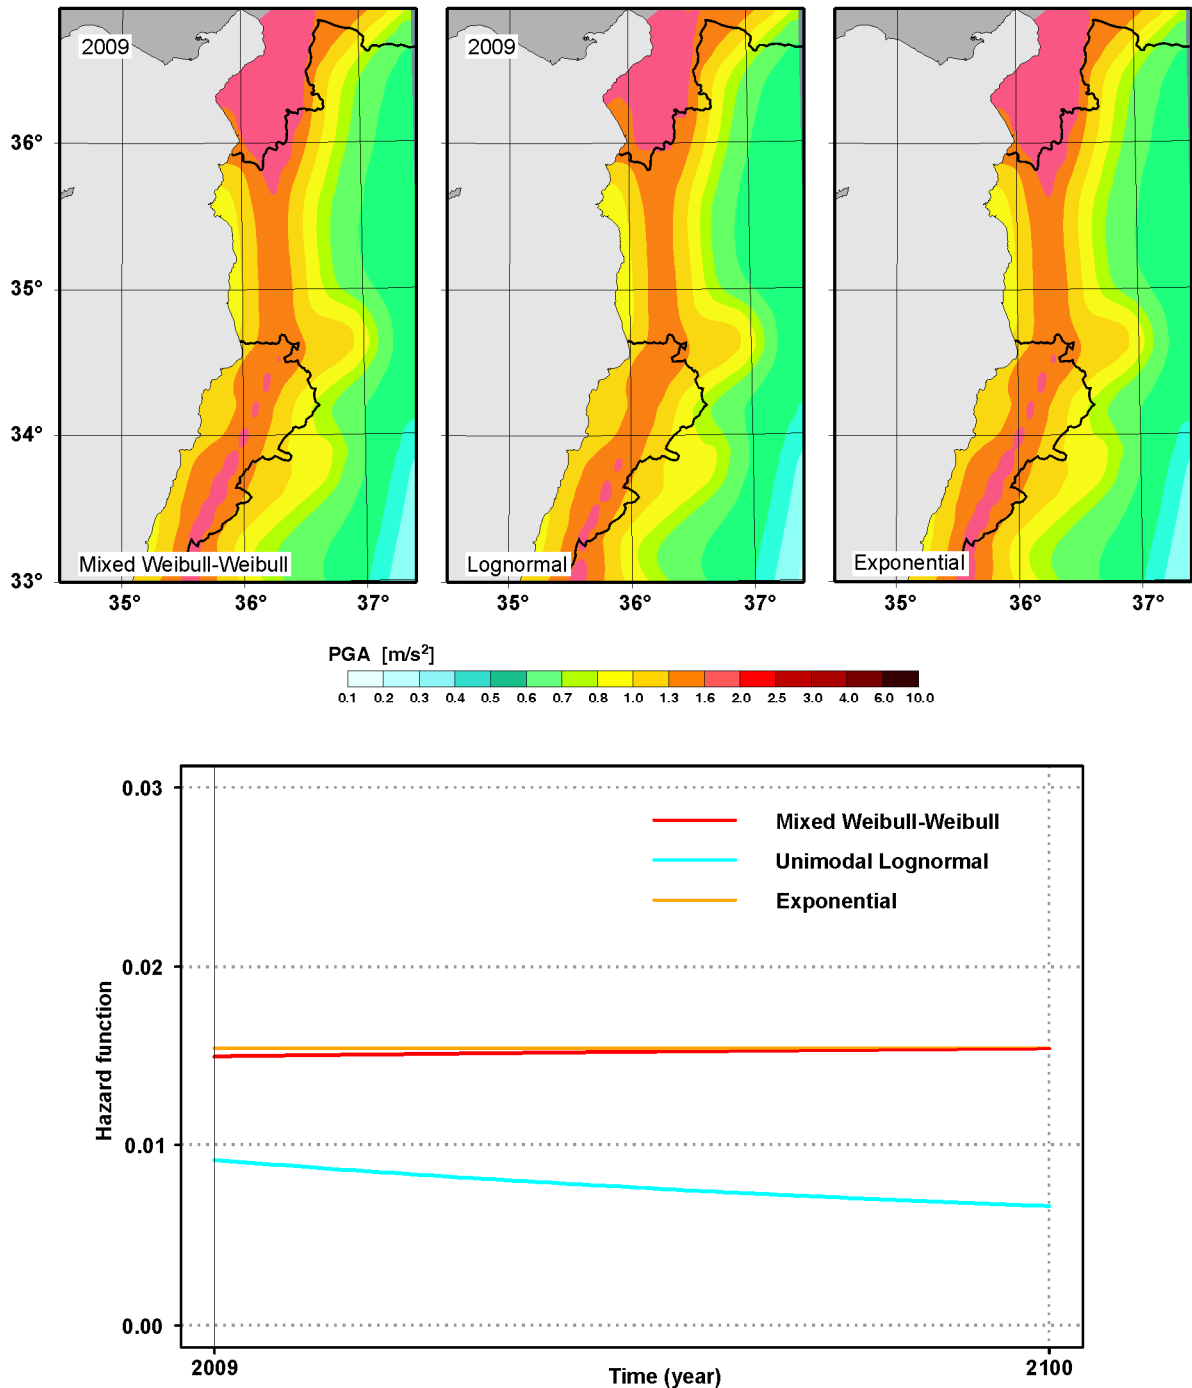 2009
2009
36°
35°
34°
33°
Mixed Weibull-Weibull
Lognormal
Exponential
35° 36° 37° 35° 36° 37° 35° 36° 37°
PGA [m/s²]
0.1 0.2 0.3 0.4 0.5 0.6 0.7 0.8 1.0 1.3 1.6 2.0 2.5 3.0 4.0 6.0 10.0
0.03
0.02
0.01
0.00
Hazard function
Mixed Weibull-Weibull
Unimodal Lognormal
Exponential
2009 2100
Time (year)